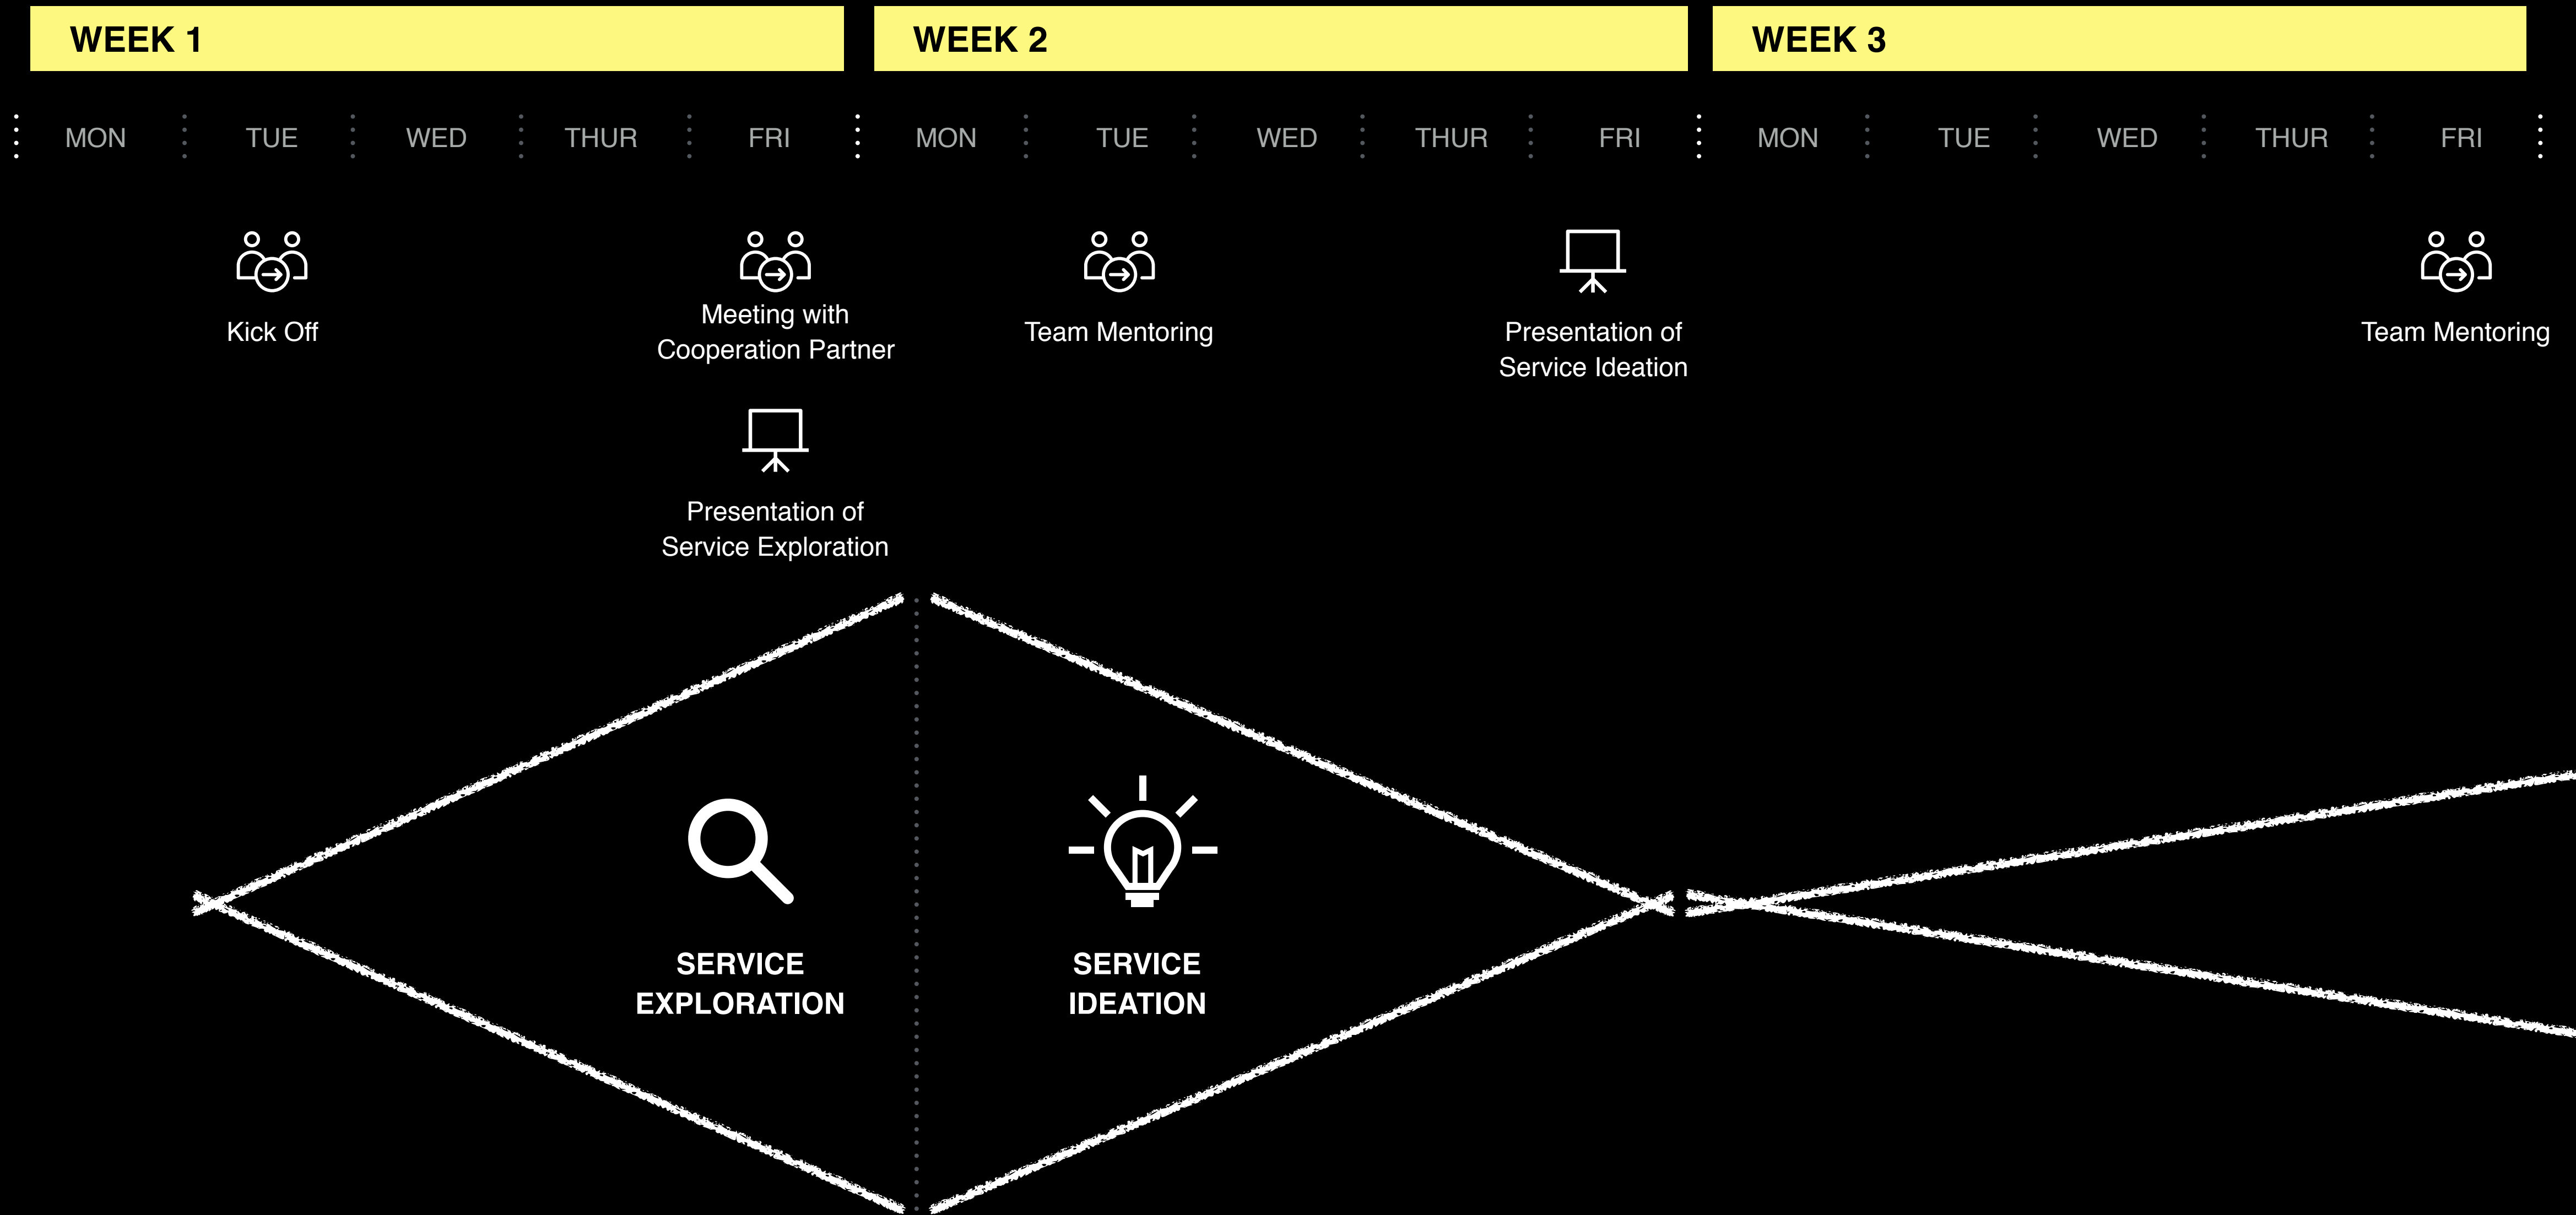 WEEK 1
WEEK 2
WEEK 3
MON TUE WED THUR FRI MON TUE WED THUR FRI MON TUE WED THUR FRI
Kick Off
Meeting with
Cooperation Partner
Team Mentoring
Presentation of
Service Ideation
Team Mentoring
Presentation of
Service Exploration
SERVICE
EXPLORATION
SERVICE
IDEATION